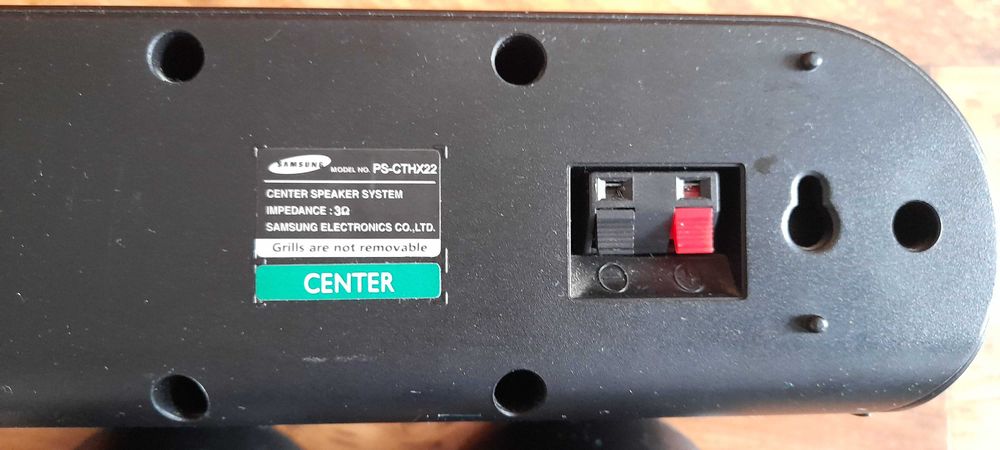 SAMSUNG MODEL NO. PS-CTHX22
CENTER SPEAKER SYSTEM
IMPEDANCE : 3Ω
SAMSUNG ELECTRONICS CO.,LTD.
Grills are not removable
CENTER